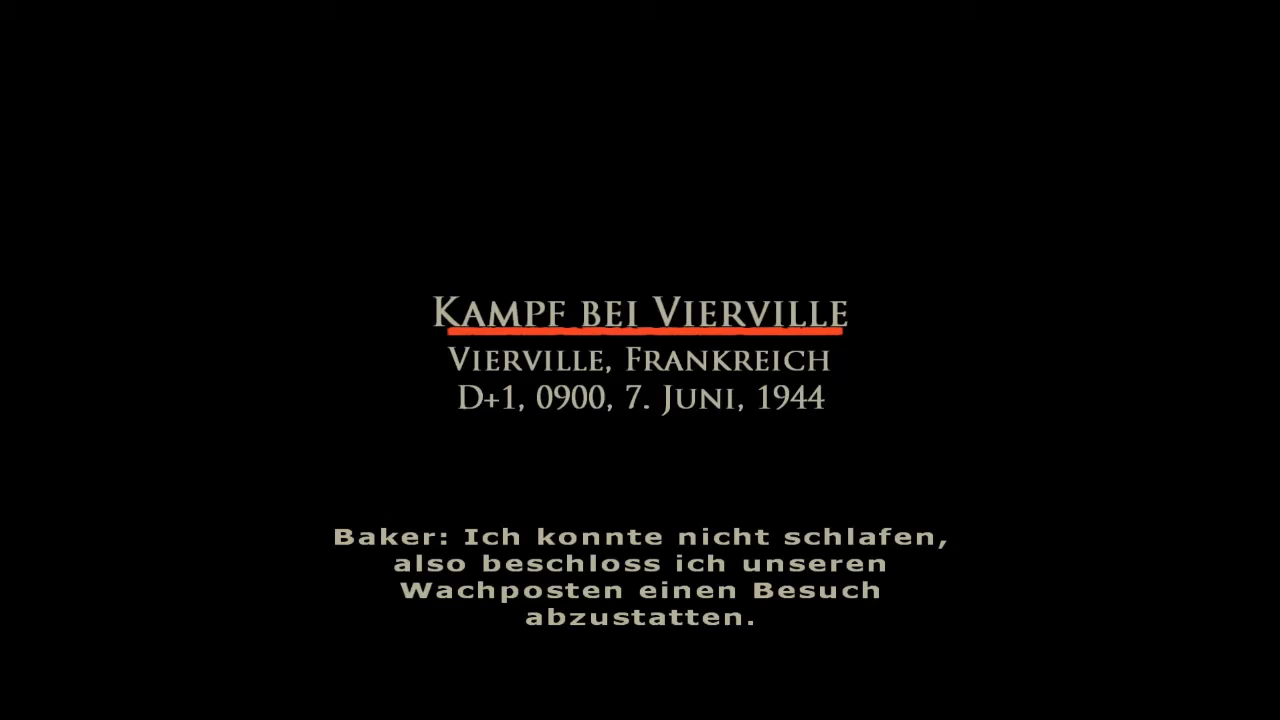 Kampf bei Vierville
Vierville, Frankreich
D+1, 0900, 7. Juni, 1944
Baker: Ich konnte nicht schlafen,
also beschloss ich unseren
Wachposten einen Besuch
abzustatten.